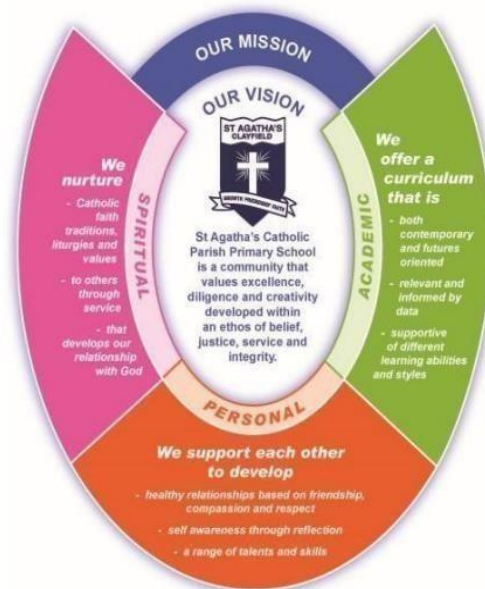 OUR MISSION
OUR VISION
ST AGATHA'S
CLAYFIELD
St Agatha's Catholic
Parish Primary School
is a community that
values excellence,
diligence and creativity
developed within
an ethos of belief,
justice, service and
integrity.
SPIRITUAL
We
nurture
- Catholic
faith
traditions,
liturgies and
values
- to others
through
service
- that
develops our
relationship
with God
ACADEMIC
We
offer a
curriculum
that is
- both
contemporary
and futures
oriented
- relevant and
informed by
data
- supportive
of different
learning abilities
and styles
PERSONAL
We support each other
to develop
- healthy relationships based on friendship,
compassion and respect
- self awareness through reflection
- a range of talents and skills